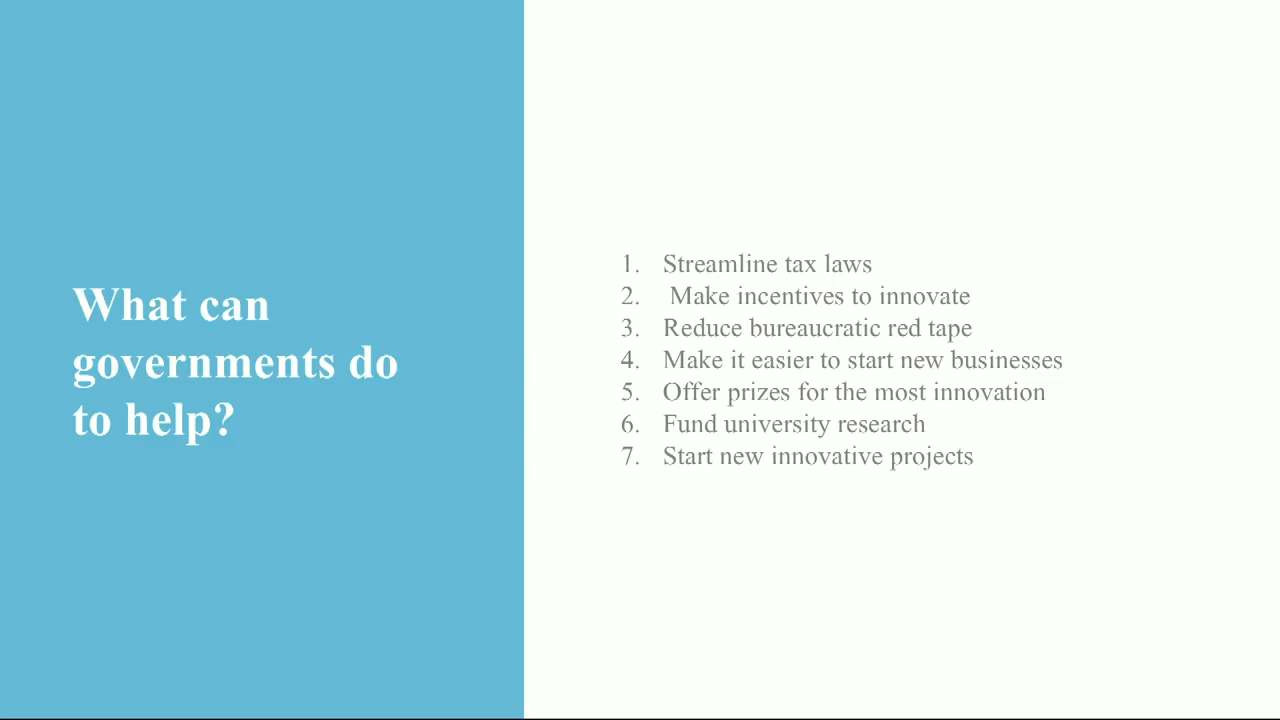 What can
governments do
to help?
1. Streamline tax laws
2. Make incentives to innovate
3. Reduce bureaucratic red tape
4. Make it easier to start new businesses
5. Offer prizes for the most innovation
6. Fund university research
7. Start new innovative projects